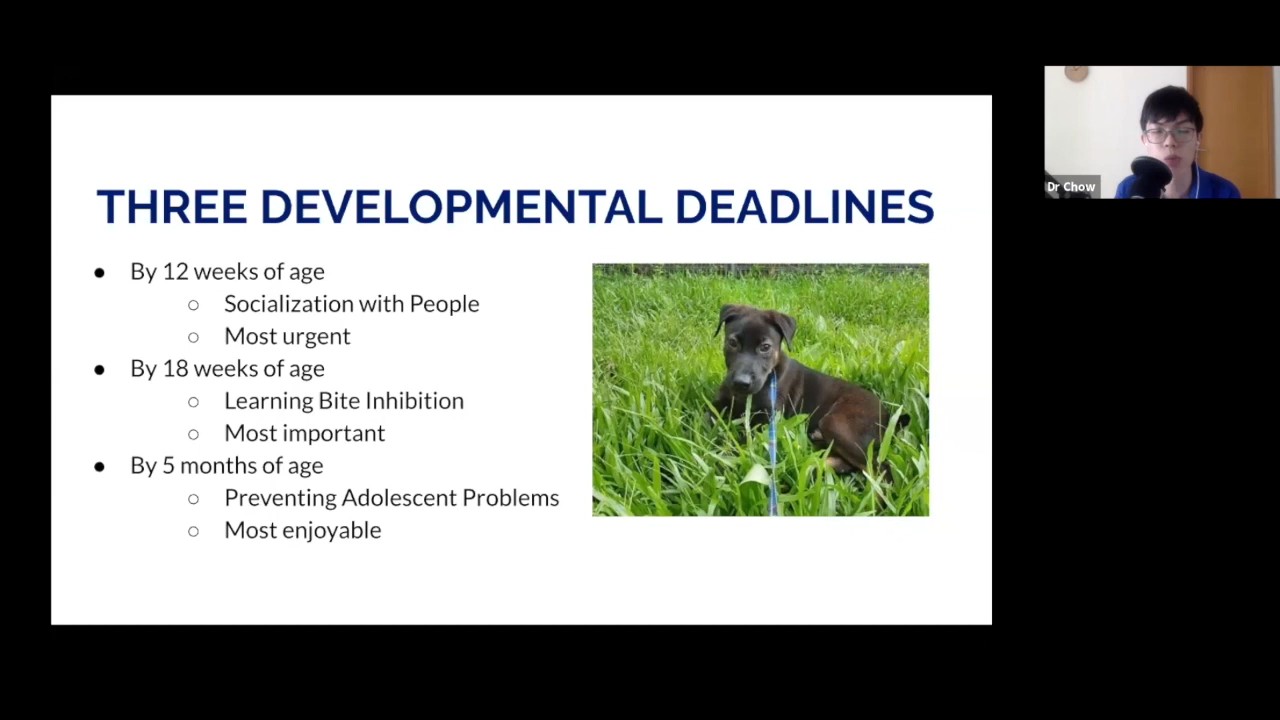 THREE DEVELOPMENTAL DEADLINES
● By 12 weeks of age
○ Socialization with People
○ Most urgent
● By 18 weeks of age
○ Learning Bite Inhibition
○ Most important
● By 5 months of age
○ Preventing Adolescent Problems
○ Most enjoyable
Dr Chow